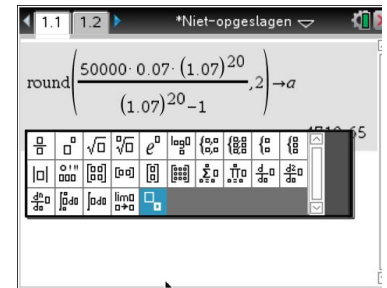 1.1 1.2 *Niet-opgeslagen
round(50000·0.07·(1.07)^20/((1.07)^20−1),2)→a